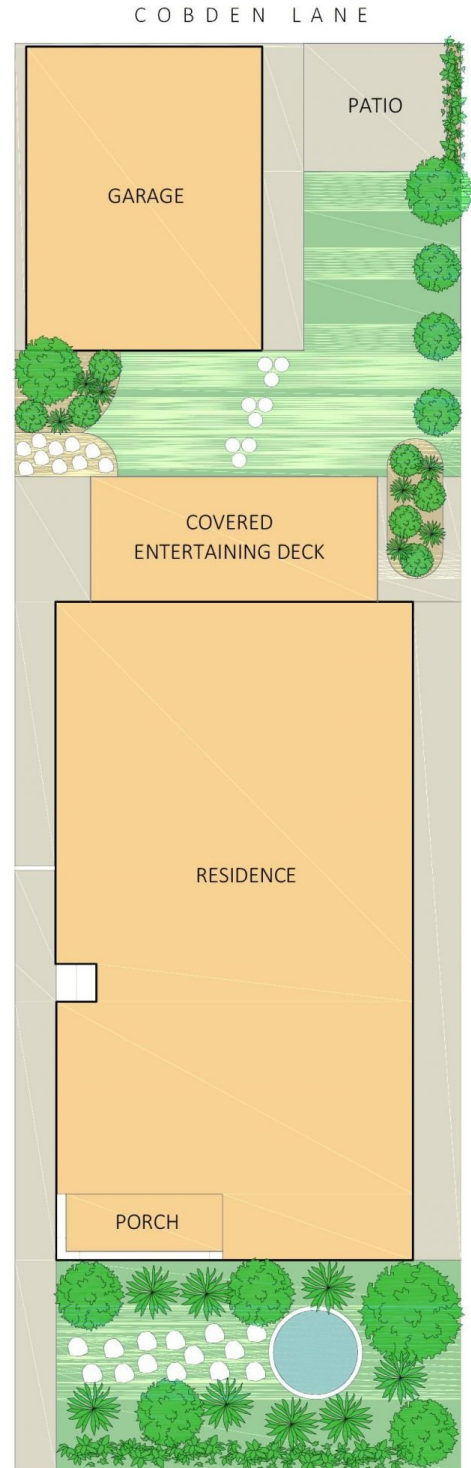 COBDEN LANE
PATIO
GARAGE
COVERED
ENTERTAINING DECK
RESIDENCE
PORCH